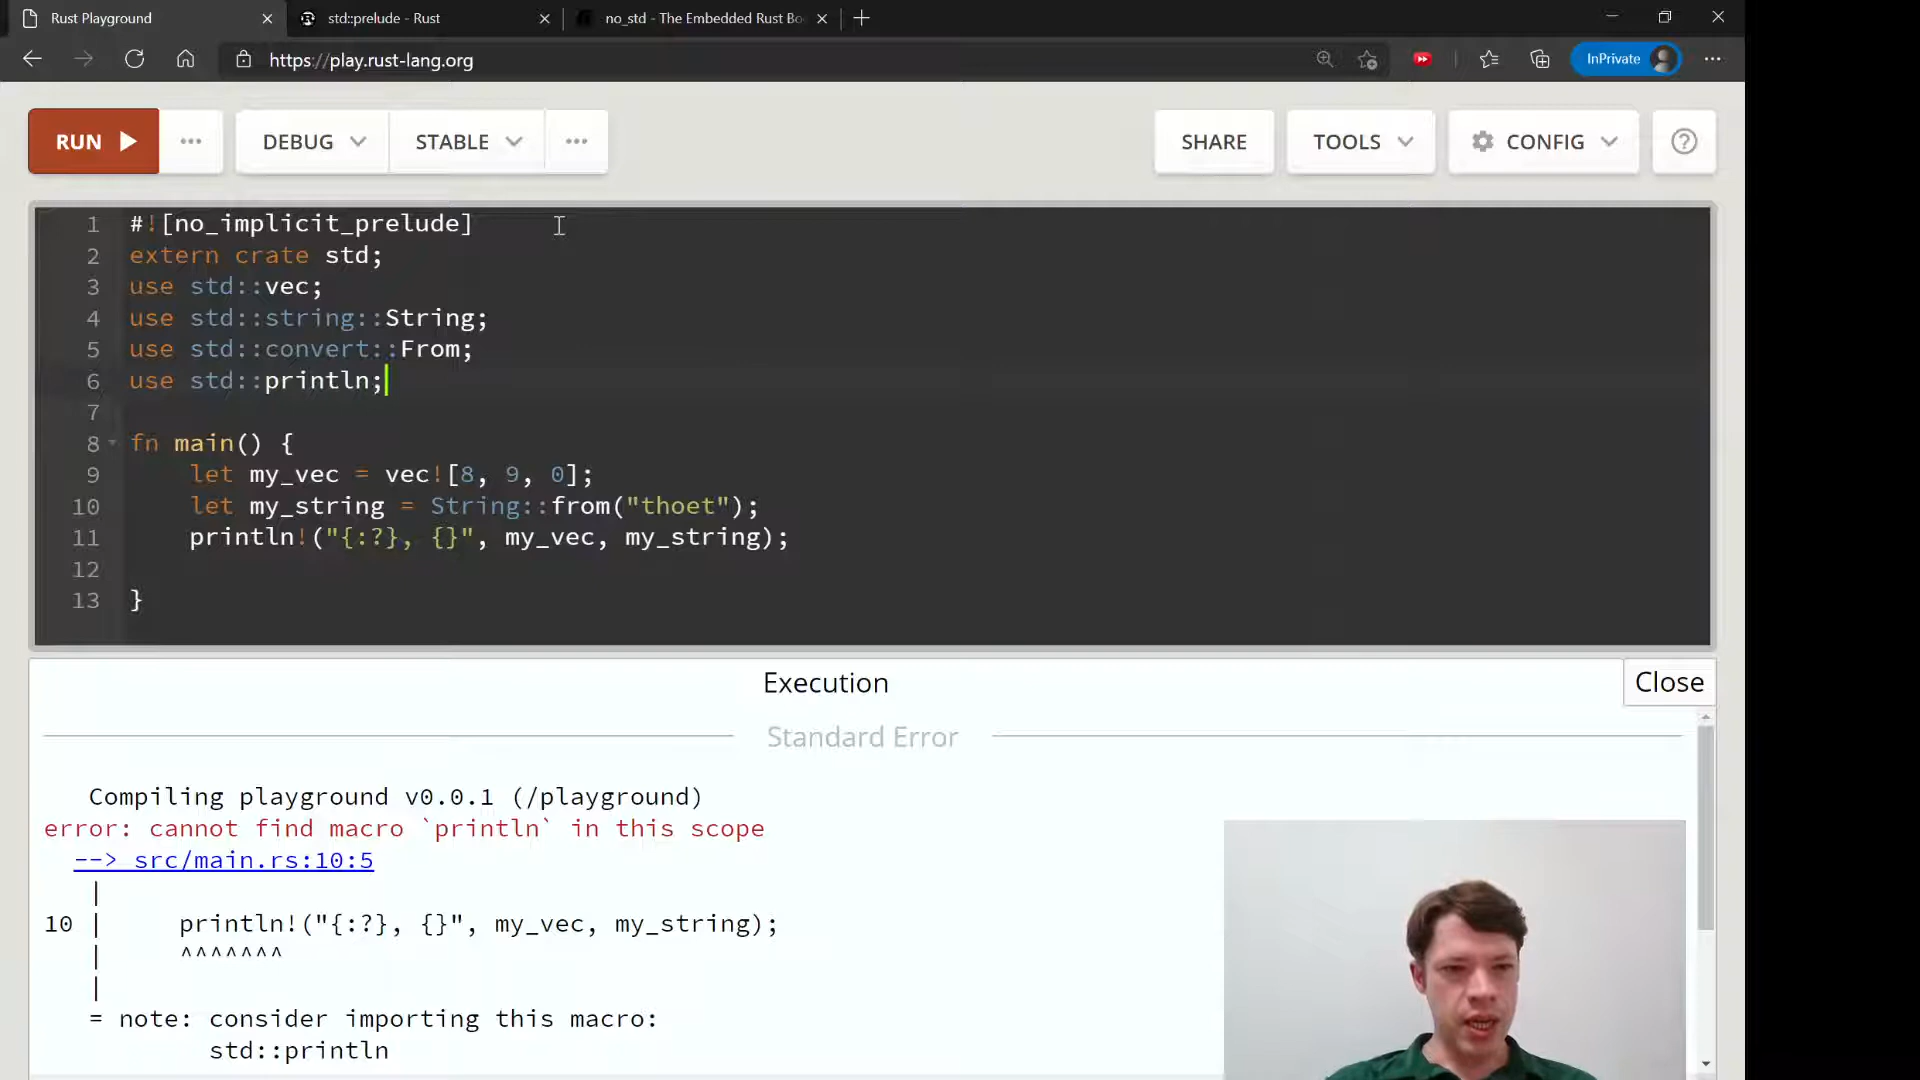 Rust Playground
std::prelude - Rust
no_std - The Embedded Rust Bo
https://play.rust-lang.org
InPrivate
RUN
DEBUG
STABLE
SHARE
TOOLS
CONFIG
1 #![no_implicit_prelude]
2 extern crate std;
3 use std::vec;
4 use std::string::String;
5 use std::convert::From;
6 use std::println;
7
8 fn main() {
9 let my_vec = vec![8, 9, 0];
10 let my_string = String::from("thoet");
11 println!("{:?}, {}", my_vec, my_string);
12
13 }
Execution
Close
Standard Error
Compiling playground v0.0.1 (/playground)
error: cannot find macro `println` in this scope
--> src/main.rs:10:5
|
10 | println!("{:?}, {}", my_vec, my_string);
| ^^^^^^^
|
= note: consider importing this macro:
std::println